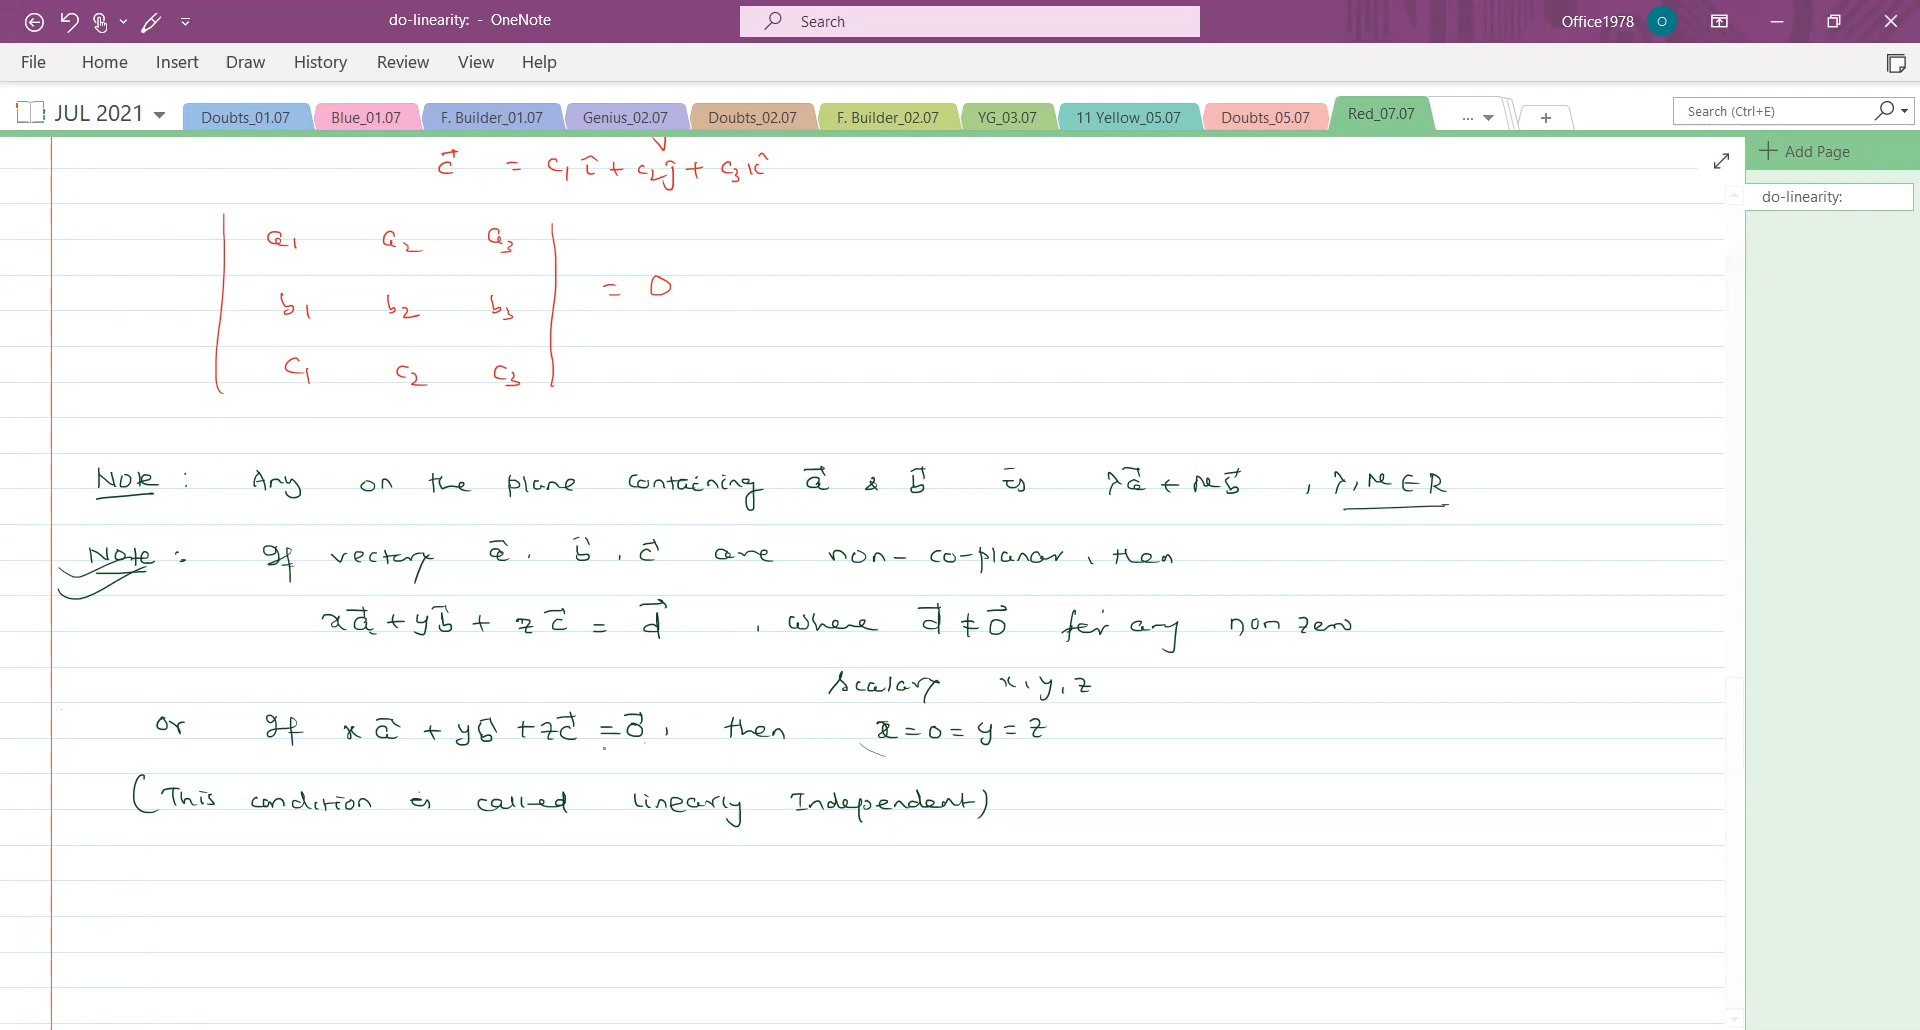 do-linearity: - OneNote
Search
Office1978
O
File Home Insert Draw History Review View Help
JUL 2021
Doubts_01.07 Blue_01.07 F. Builder_01.07 Genius_02.07 Doubts_02.07 F. Builder_02.07 YG_03.07 11 Yellow_05.07 Doubts_05.07 Red_07.07 ... +
Search (Ctrl+E)
Add Page
do-linearity:
c⃗ = c₁ î + c₂ ĵ + c₃ k̂
a₁ a₂ a₃
b₁ b₂ b₃ = 0
c₁ c₂ c₃
Note : Any on the plane containing a⃗ & b⃗ is λa⃗ + μb⃗ , λ, μ ∈ R
Note : If vectors a⃗, b⃗, c⃗ are non-co-planar, then
xa⃗ + yb⃗ + zc⃗ = d⃗ , where d⃗ ≠ 0⃗ for any non zero
scalars x, y, z
or If xa⃗ + yb⃗ + zc⃗ = 0⃗, then x = 0 = y = z
(This condition is called linearly Independent)